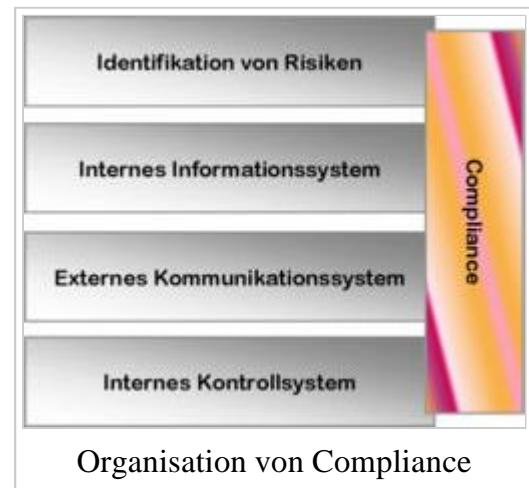 Identifikation von Risiken
Internes Informationssystem
Externes Kommunikationssystem
Internes Kontrollsystem
Compliance
Organisation von Compliance